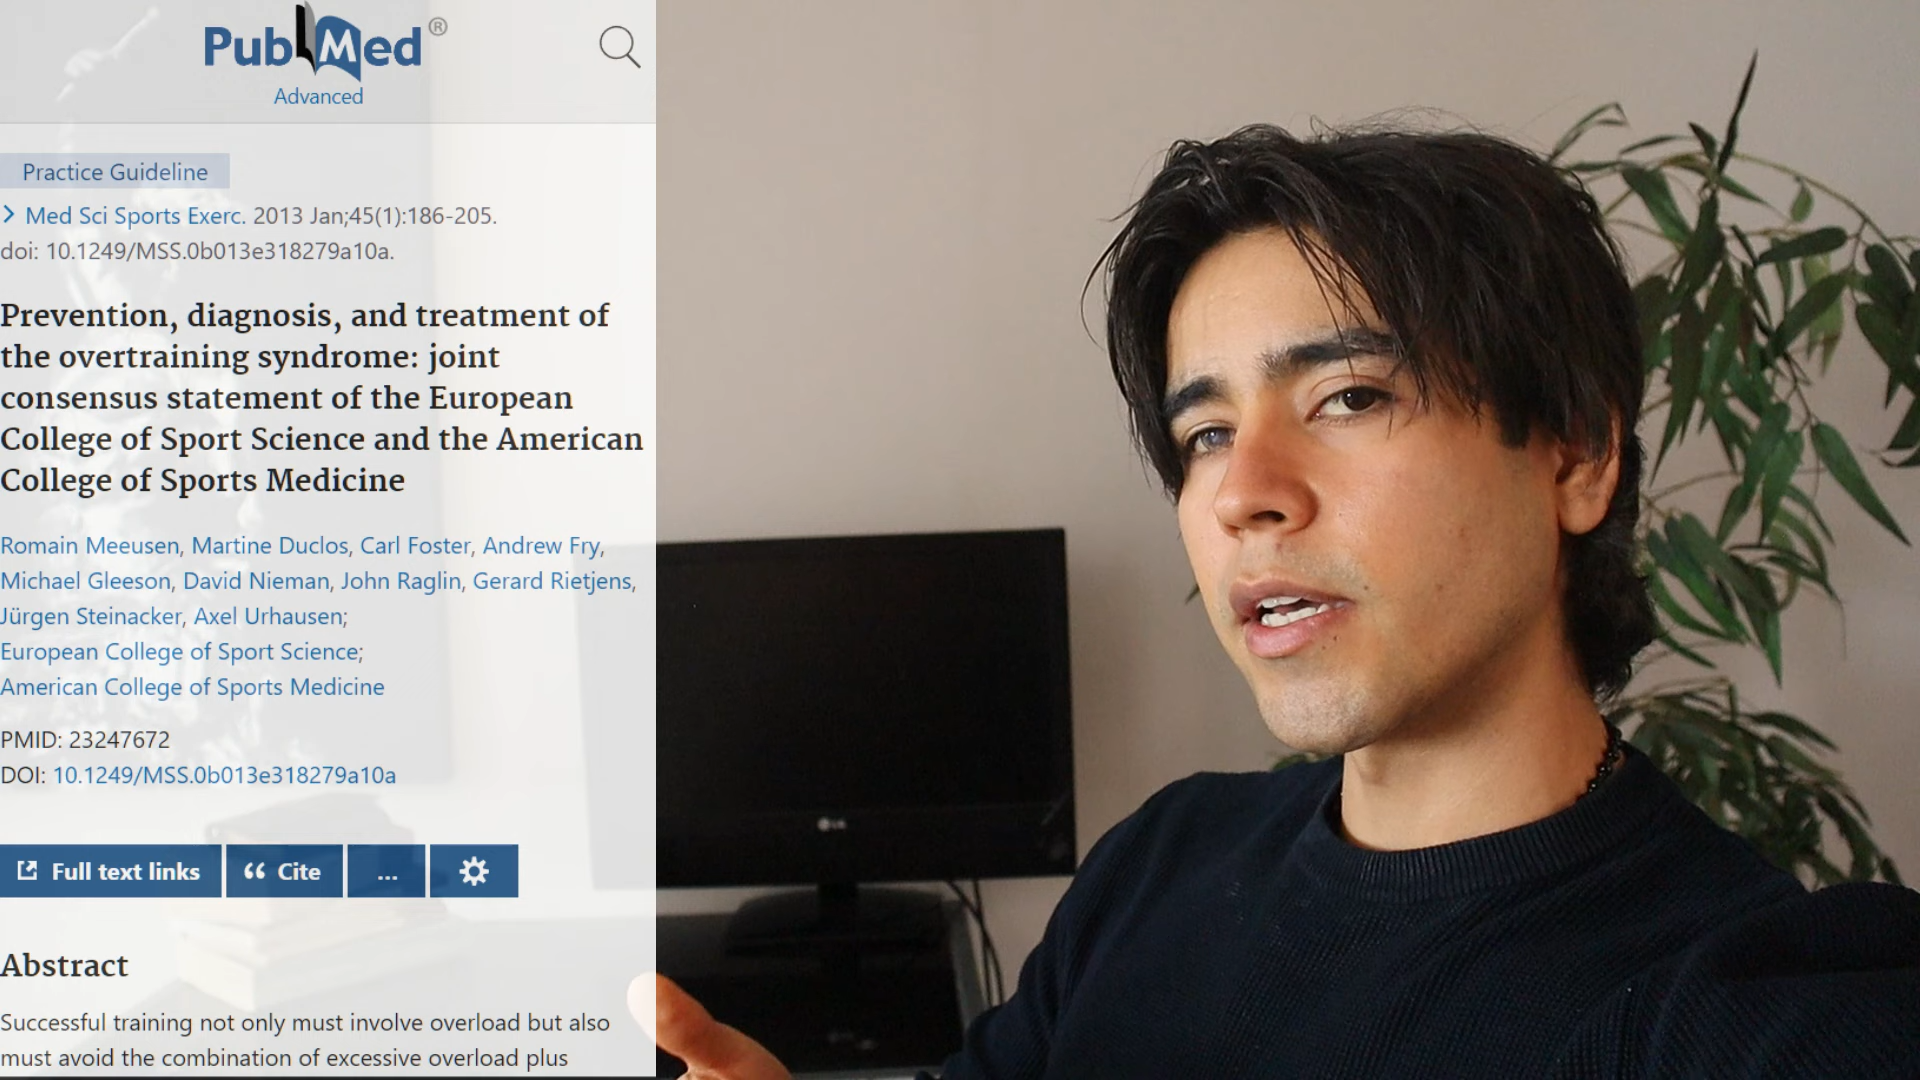 PubMed®
Advanced
Practice Guideline
Med Sci Sports Exerc. 2013 Jan;45(1):186-205.
doi: 10.1249/MSS.0b013e318279a10a.
Prevention, diagnosis, and treatment of
the overtraining syndrome: joint
consensus statement of the European
College of Sport Science and the American
College of Sports Medicine
Romain Meeusen, Martine Duclos, Carl Foster, Andrew Fry,
Michael Gleeson, David Nieman, John Raglin, Gerard Rietjens,
Jürgen Steinacker, Axel Urhausen;
European College of Sport Science;
American College of Sports Medicine
PMID: 23247672
DOI: 10.1249/MSS.0b013e318279a10a
Full text links
Cite
...
Abstract
Successful training not only must involve overload but also
must avoid the combination of excessive overload plus
LG